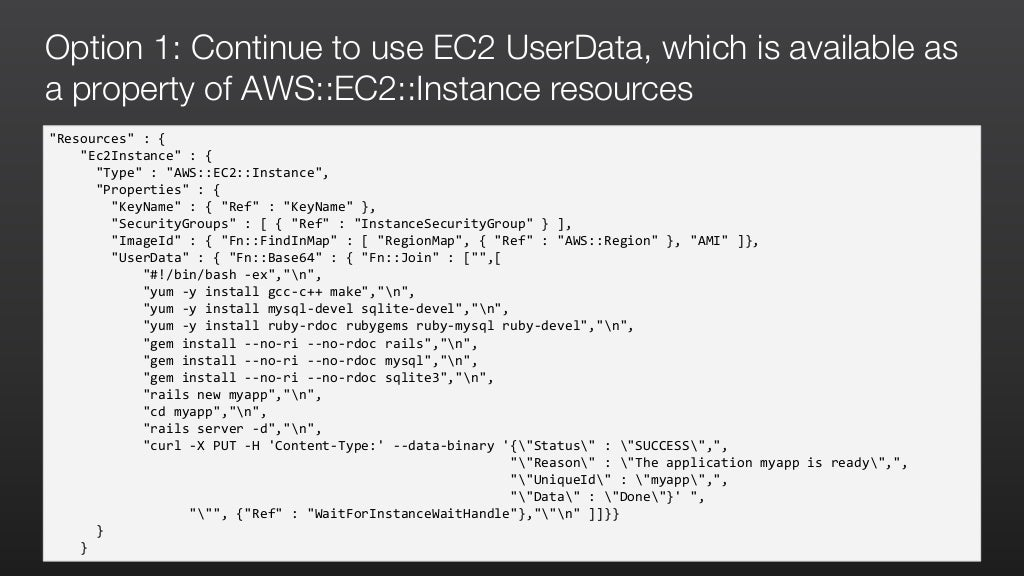 Option 1: Continue to use EC2 UserData, which is available as
a property of AWS::EC2::Instance resources
"Resources" : {
    "Ec2Instance" : {
      "Type" : "AWS::EC2::Instance",
      "Properties" : {
        "KeyName" : { "Ref" : "KeyName" },
        "SecurityGroups" : [ { "Ref" : "InstanceSecurityGroup" } ],
        "ImageId" : { "Fn::FindInMap" : [ "RegionMap", { "Ref" : "AWS::Region" }, "AMI" ]},
        "UserData" : { "Fn::Base64" : { "Fn::Join" : ["",[
            "#!/bin/bash -ex","\n",
            "yum -y install gcc-c++ make","\n",
            "yum -y install mysql-devel sqlite-devel","\n",
            "yum -y install ruby-rdoc rubygems ruby-mysql ruby-devel","\n",
            "gem install --no-ri --no-rdoc rails","\n",
            "gem install --no-ri --no-rdoc mysql","\n",
            "gem install --no-ri --no-rdoc sqlite3","\n",
            "rails new myapp","\n",
            "cd myapp","\n",
            "rails server -d","\n",
            "curl -X PUT -H 'Content-Type:' --data-binary '{\"Status\" : \"SUCCESS\",",
                                                           "\"Reason\" : \"The application myapp is ready\",",
                                                           "\"UniqueId\" : \"myapp\",",
                                                           "\"Data\" : \"Done\"}' ",
                  "\"", {"Ref" : "WaitForInstanceWaitHandle"},"\"\n" ]]}}
      }
    }